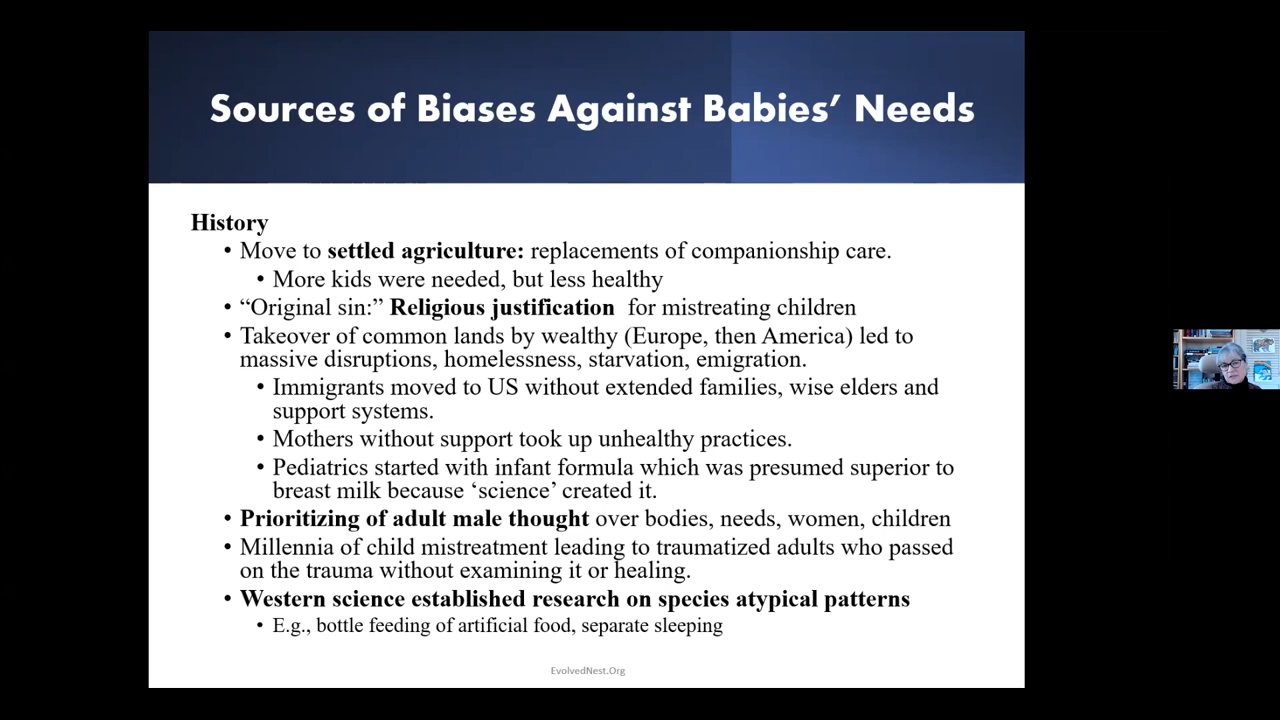 Sources of Biases Against Babies’ Needs
History
• Move to settled agriculture: replacements of companionship care.
• More kids were needed, but less healthy
• “Original sin:” Religious justification for mistreating children
• Takeover of common lands by wealthy (Europe, then America) led to
massive disruptions, homelessness, starvation, emigration.
• Immigrants moved to US without extended families, wise elders and
support systems.
• Mothers without support took up unhealthy practices.
• Pediatrics started with infant formula which was presumed superior to
breast milk because ‘science’ created it.
• Prioritizing of adult male thought over bodies, needs, women, children
• Millennia of child mistreatment leading to traumatized adults who passed
on the trauma without examining it or healing.
• Western science established research on species atypical patterns
• E.g., bottle feeding of artificial food, separate sleeping
EvolvedNest.Org